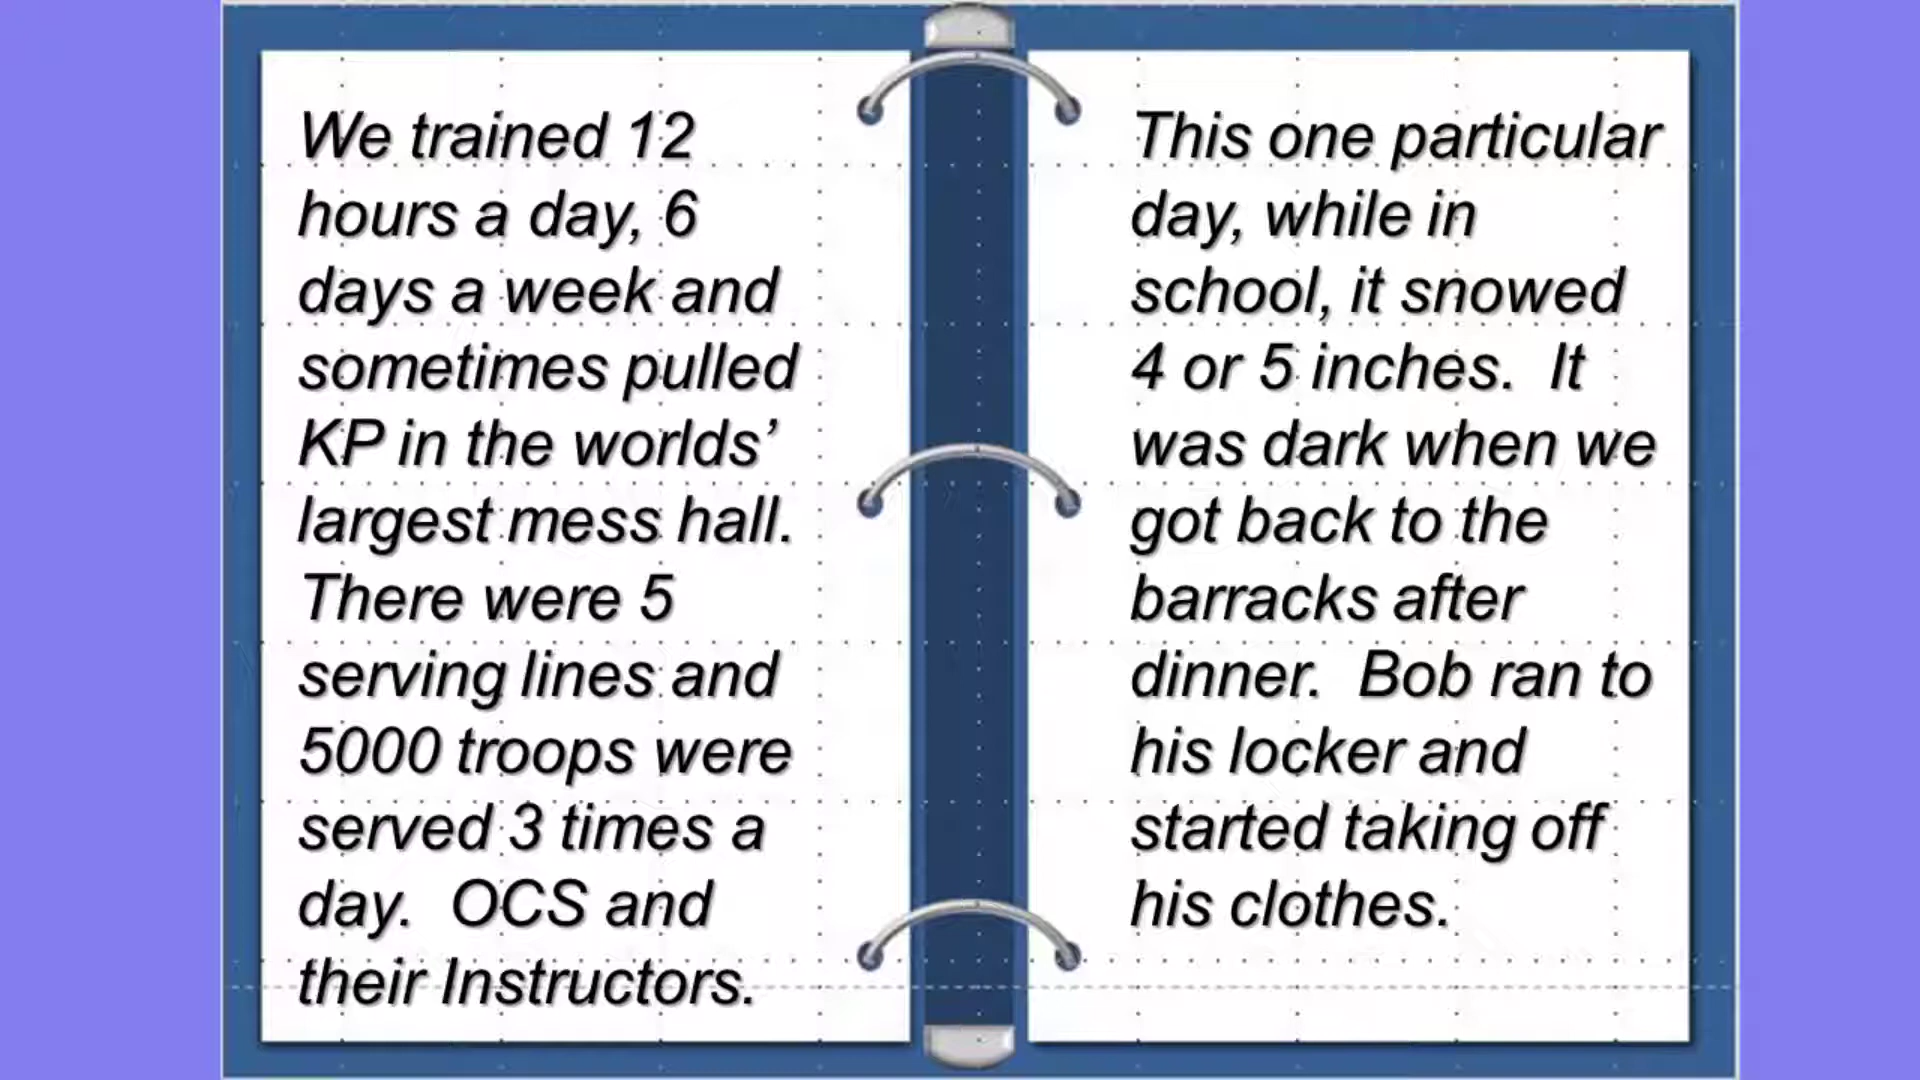 We trained 12
hours a day, 6
days a week and
sometimes pulled
KP in the worlds’
largest mess hall.
There were 5
serving lines and
5000 troops were
served 3 times a
day.  OCS and
their Instructors.
This one particular
day, while in
school, it snowed
4 or 5 inches.  It
was dark when we
got back to the
barracks after
dinner.  Bob ran to
his locker and
started taking off
his clothes.